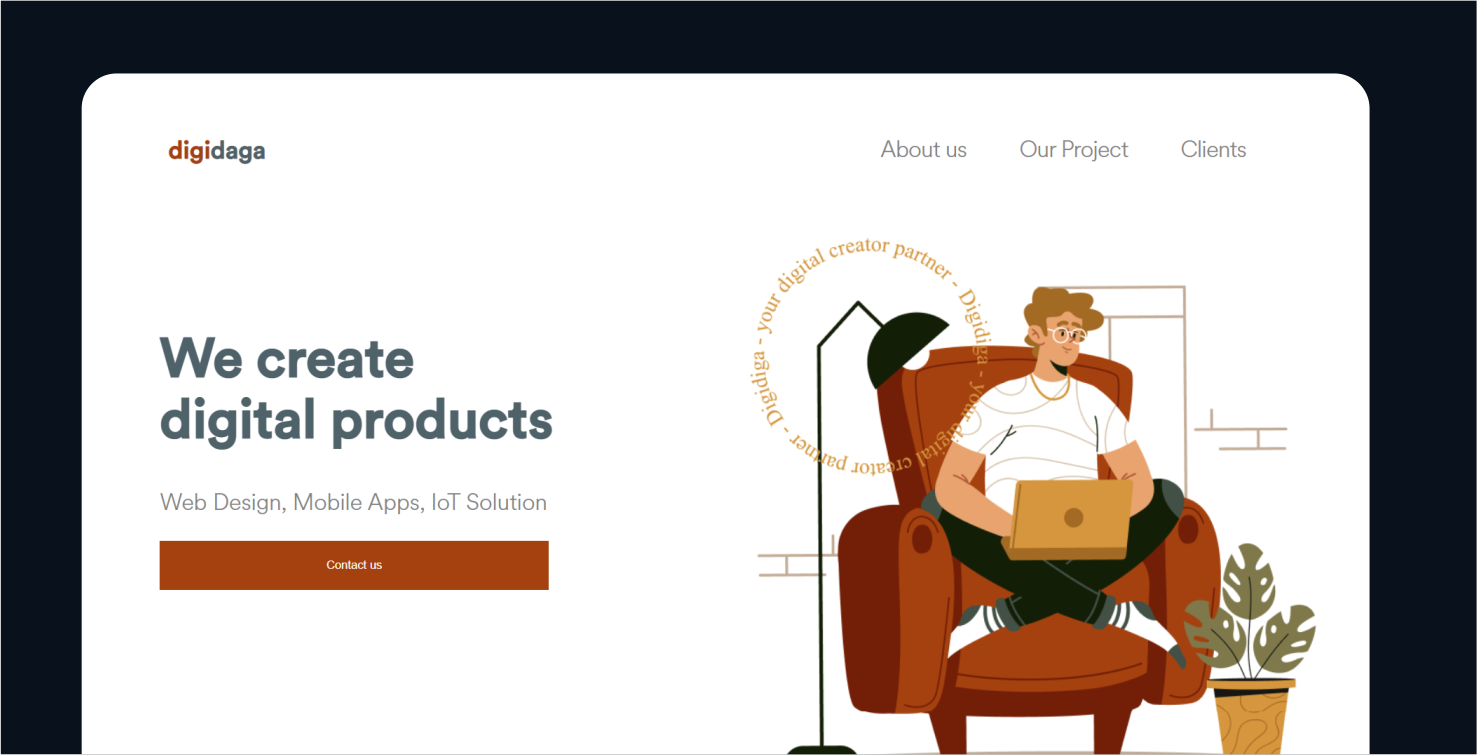 digidaga
About us
Our Project
Clients
Digidiga - your digital creator partner - Digidiga - your digital creator partner -
We create
digital products
Web Design, Mobile Apps, IoT Solution
Contact us